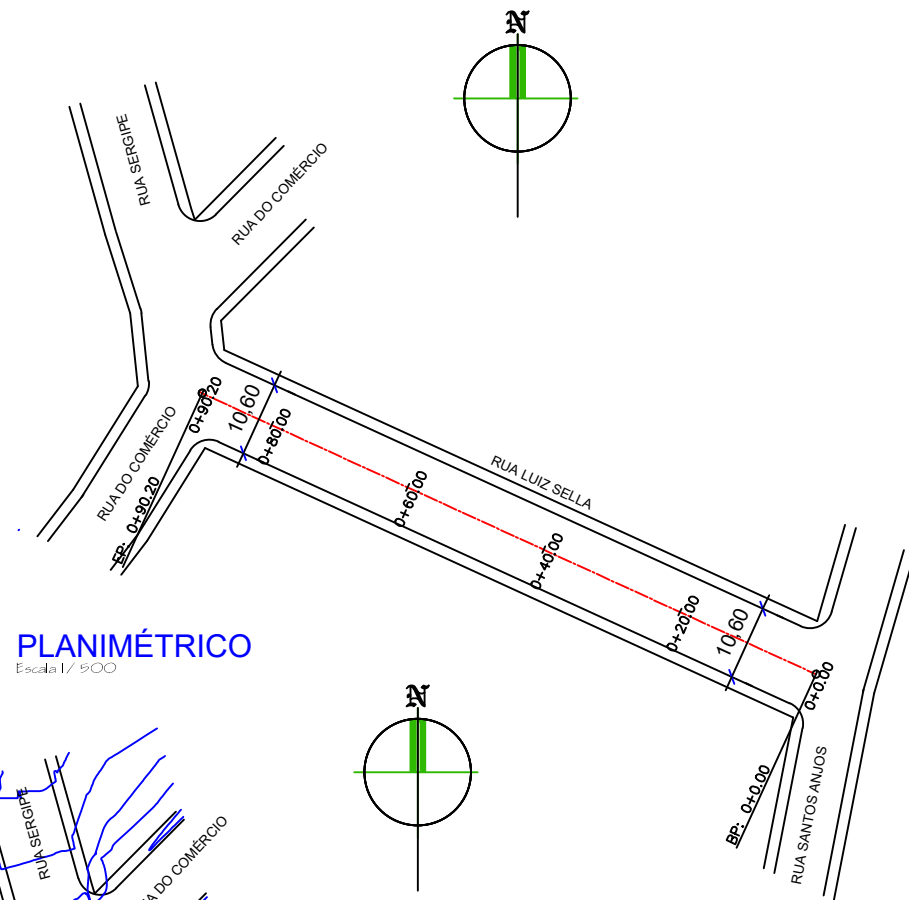 N
RUA SERGIPE
RUA DO COMÉRCIO
0+90.20
10,60
0+80.00
RUA DO COMÉRCIO
EP: 0+90.20
0+60.00
RUA LUIZ SELLA
0+40.00
0+20.00
10,60
0+0.00
BP: 0+0.00
RUA SANTOS ANJOS
PLANIMÉTRICO
Escala 1/ 500
N
RUA SERGIPE
A DO COMÉRCIO